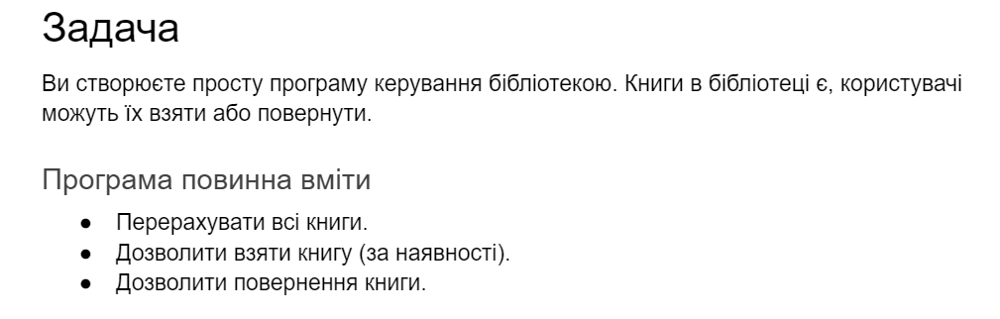 Задача
Ви створюєте просту програму керування бібліотекою. Книги в бібліотеці є, користувачі
можуть їх взяти або повернути.
Програма повинна вміти
● Перерахувати всі книги.
● Дозволити взяти книгу (за наявності).
● Дозволити повернення книги.